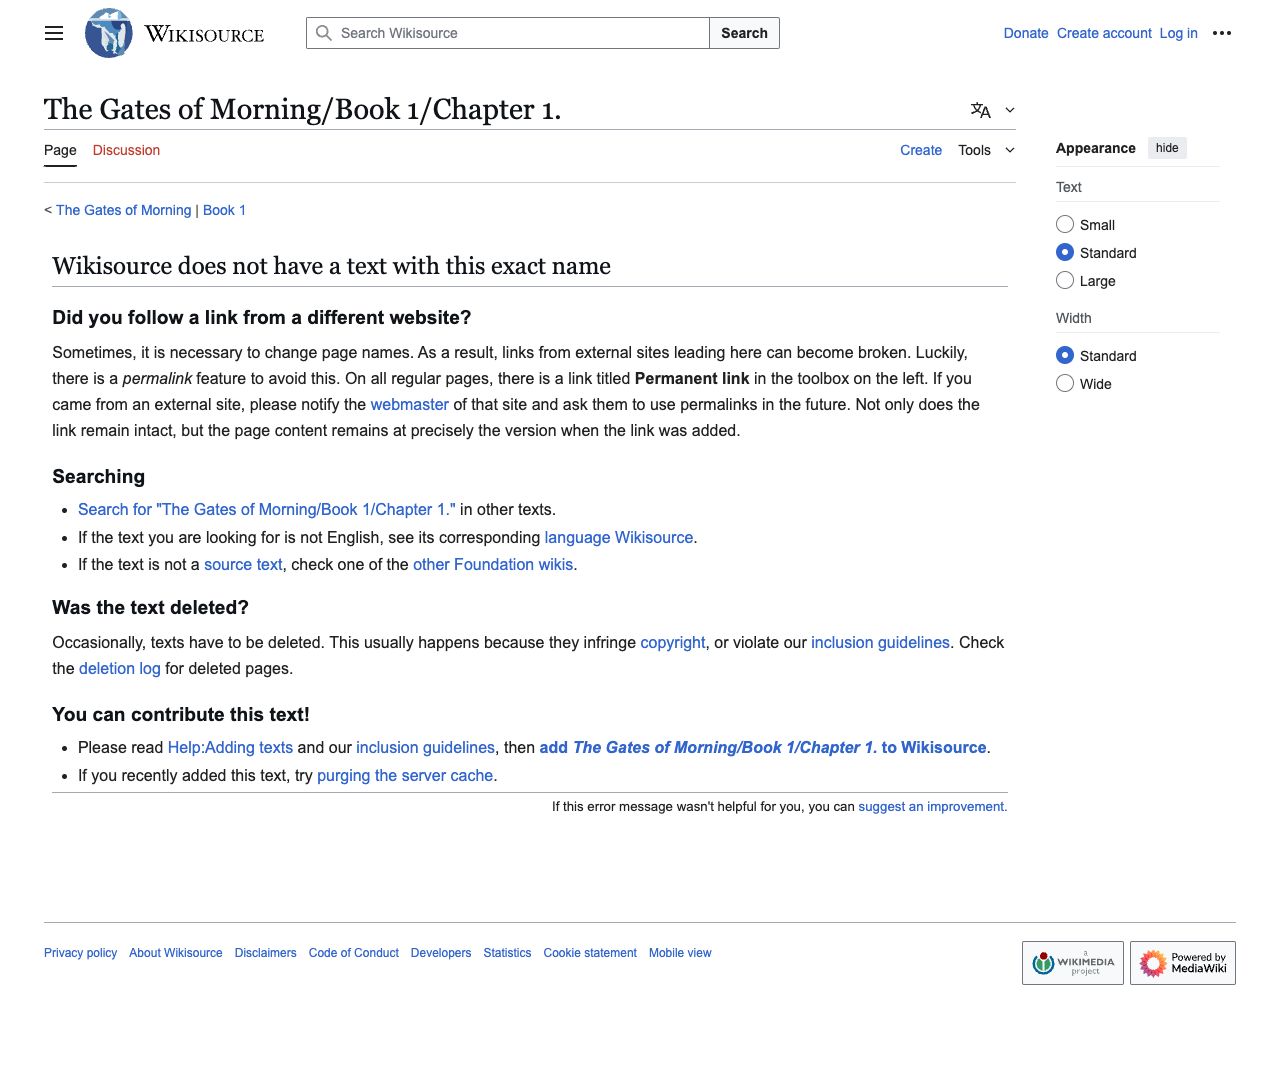 WIKISOURCE
Search Wikisource
Search
Donate Create account Log in
The Gates of Morning/Book 1/Chapter 1.
Page Discussion
Create Tools
< The Gates of Morning | Book 1
Wikisource does not have a text with this exact name
Did you follow a link from a different website?
Sometimes, it is necessary to change page names. As a result, links from external sites leading here can become broken. Luckily,
there is a permalink feature to avoid this. On all regular pages, there is a link titled Permanent link in the toolbox on the left. If you
came from an external site, please notify the webmaster of that site and ask them to use permalinks in the future. Not only does the
link remain intact, but the page content remains at precisely the version when the link was added.
Searching
• Search for "The Gates of Morning/Book 1/Chapter 1." in other texts.
• If the text you are looking for is not English, see its corresponding language Wikisource.
• If the text is not a source text, check one of the other Foundation wikis.
Was the text deleted?
Occasionally, texts have to be deleted. This usually happens because they infringe copyright, or violate our inclusion guidelines. Check
the deletion log for deleted pages.
You can contribute this text!
• Please read Help:Adding texts and our inclusion guidelines, then add The Gates of Morning/Book 1/Chapter 1. to Wikisource.
• If you recently added this text, try purging the server cache.
If this error message wasn't helpful for you, you can suggest an improvement.
Appearance hide
Text
Small
Standard
Large
Width
Standard
Wide
Privacy policy About Wikisource Disclaimers Code of Conduct Developers Statistics Cookie statement Mobile view
a
WIKIMEDIA
project
Powered by
MediaWiki